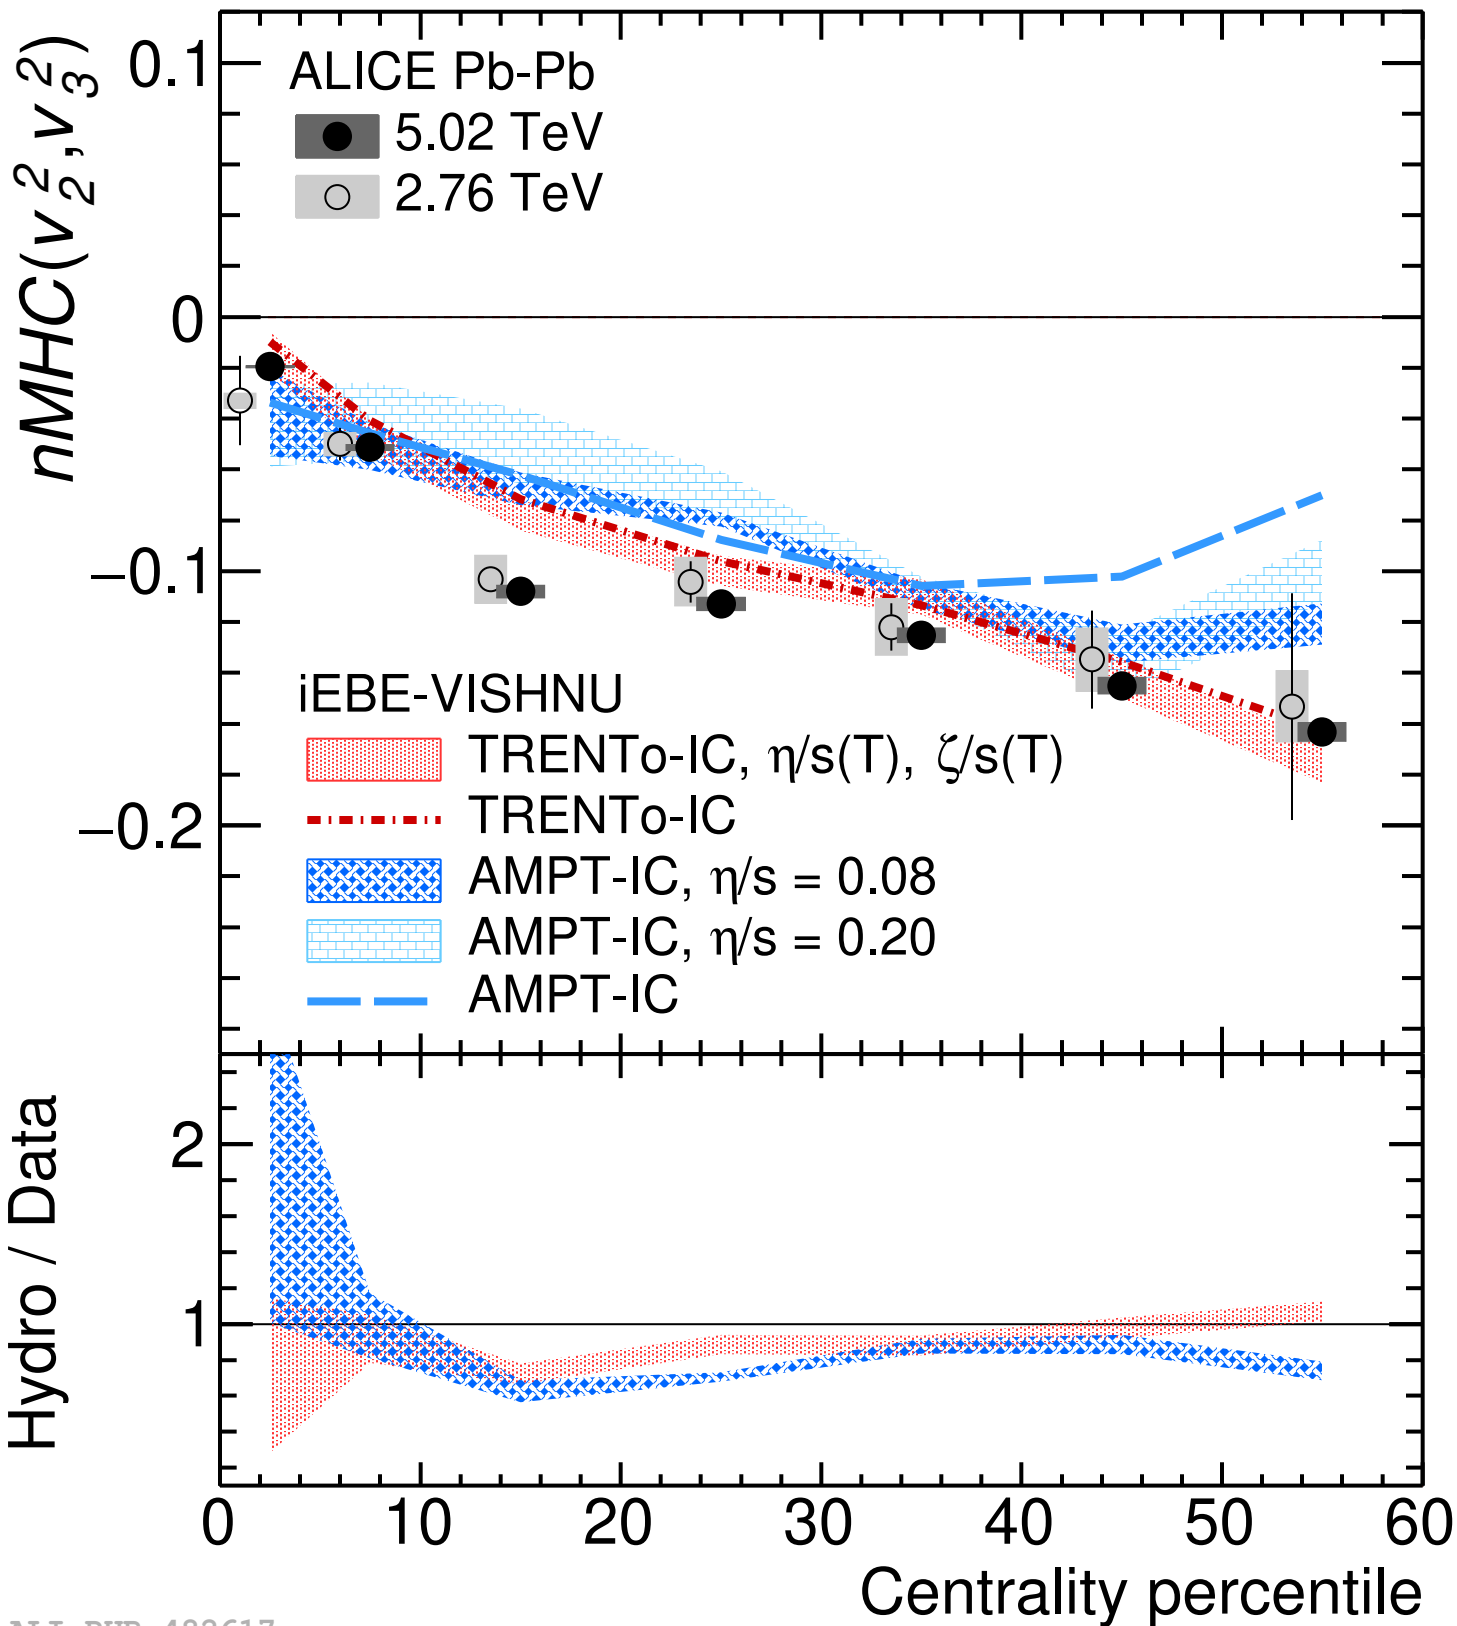 nMHC(v₂²,v₃²)
0.1
0
−0.1
−0.2
ALICE Pb-Pb
5.02 TeV
2.76 TeV
iEBE-VISHNU
TRENTo-IC, η/s(T), ζ/s(T)
TRENTo-IC
AMPT-IC, η/s = 0.08
AMPT-IC, η/s = 0.20
AMPT-IC
Hydro / Data
2
1
0 10 20 30 40 50 60
Centrality percentile